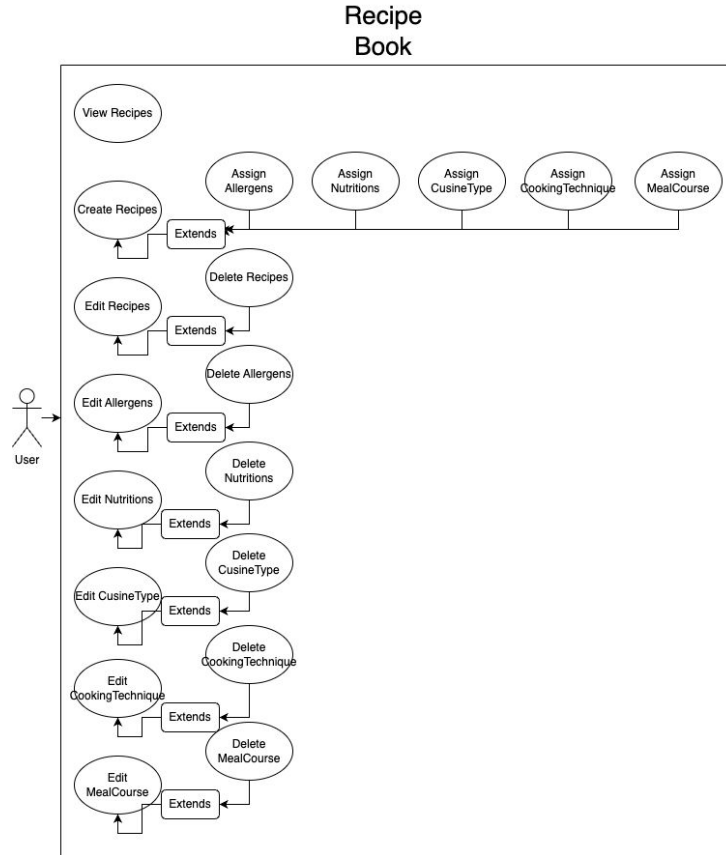 Recipe
Book
View Recipes
Assign
Allergens
Assign
Nutritions
Assign
CusineType
Assign
CookingTechnique
Assign
MealCourse
Create Recipes
Extends
Delete Recipes
Edit Recipes
Extends
Delete Allergens
Edit Allergens
Extends
User
Delete
Nutritions
Edit Nutritions
Extends
Delete
CusineType
Edit CusineType
Extends
Delete
CookingTechnique
Edit
CookingTechnique
Extends
Delete
MealCourse
Edit
MealCourse
Extends